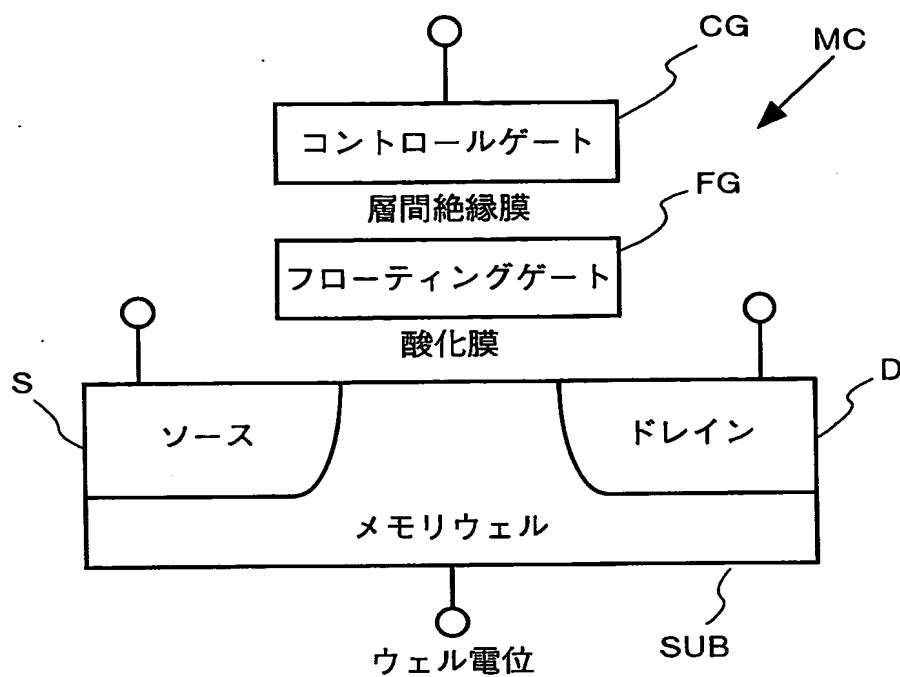 CG
MC
コントロールゲート
層間絶縁膜
FG
フローティングゲート
酸化膜
S
D
ソース
ドレイン
メモリウェル
SUB
ウェル電位